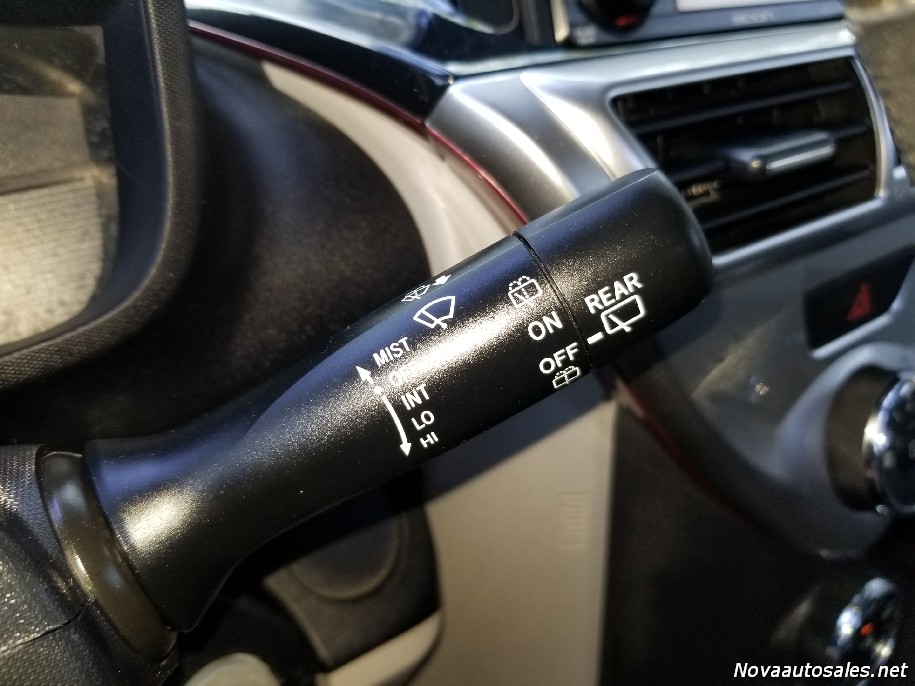 MIST
INT
LO
HI
ON
OFF
REAR
Novaautosales.net